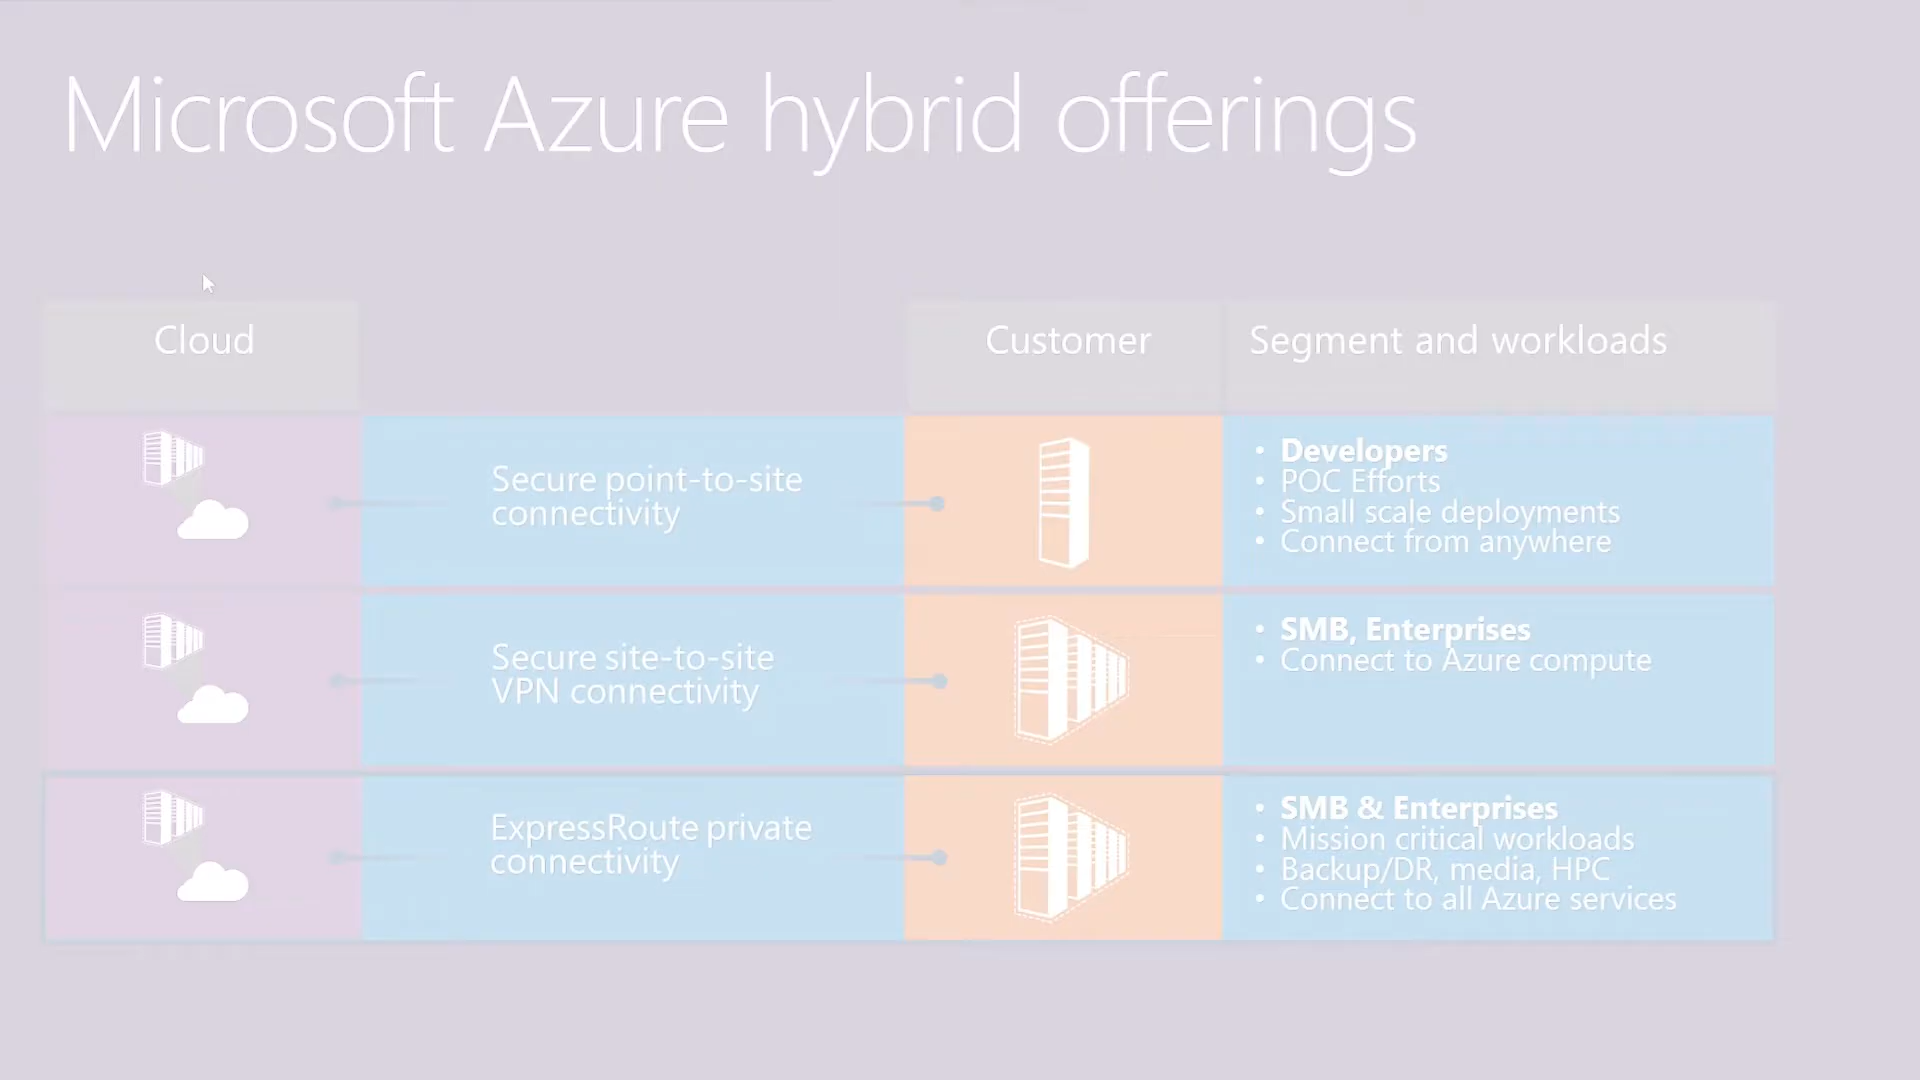 Microsoft Azure hybrid offerings
Cloud
Customer
Segment and workloads
Secure point-to-site
connectivity
• Developers
• POC Efforts
• Small scale deployments
• Connect from anywhere
Secure site-to-site
VPN connectivity
• SMB, Enterprises
• Connect to Azure compute
ExpressRoute private
connectivity
• SMB & Enterprises
• Mission critical workloads
• Backup/DR, media, HPC
• Connect to all Azure services